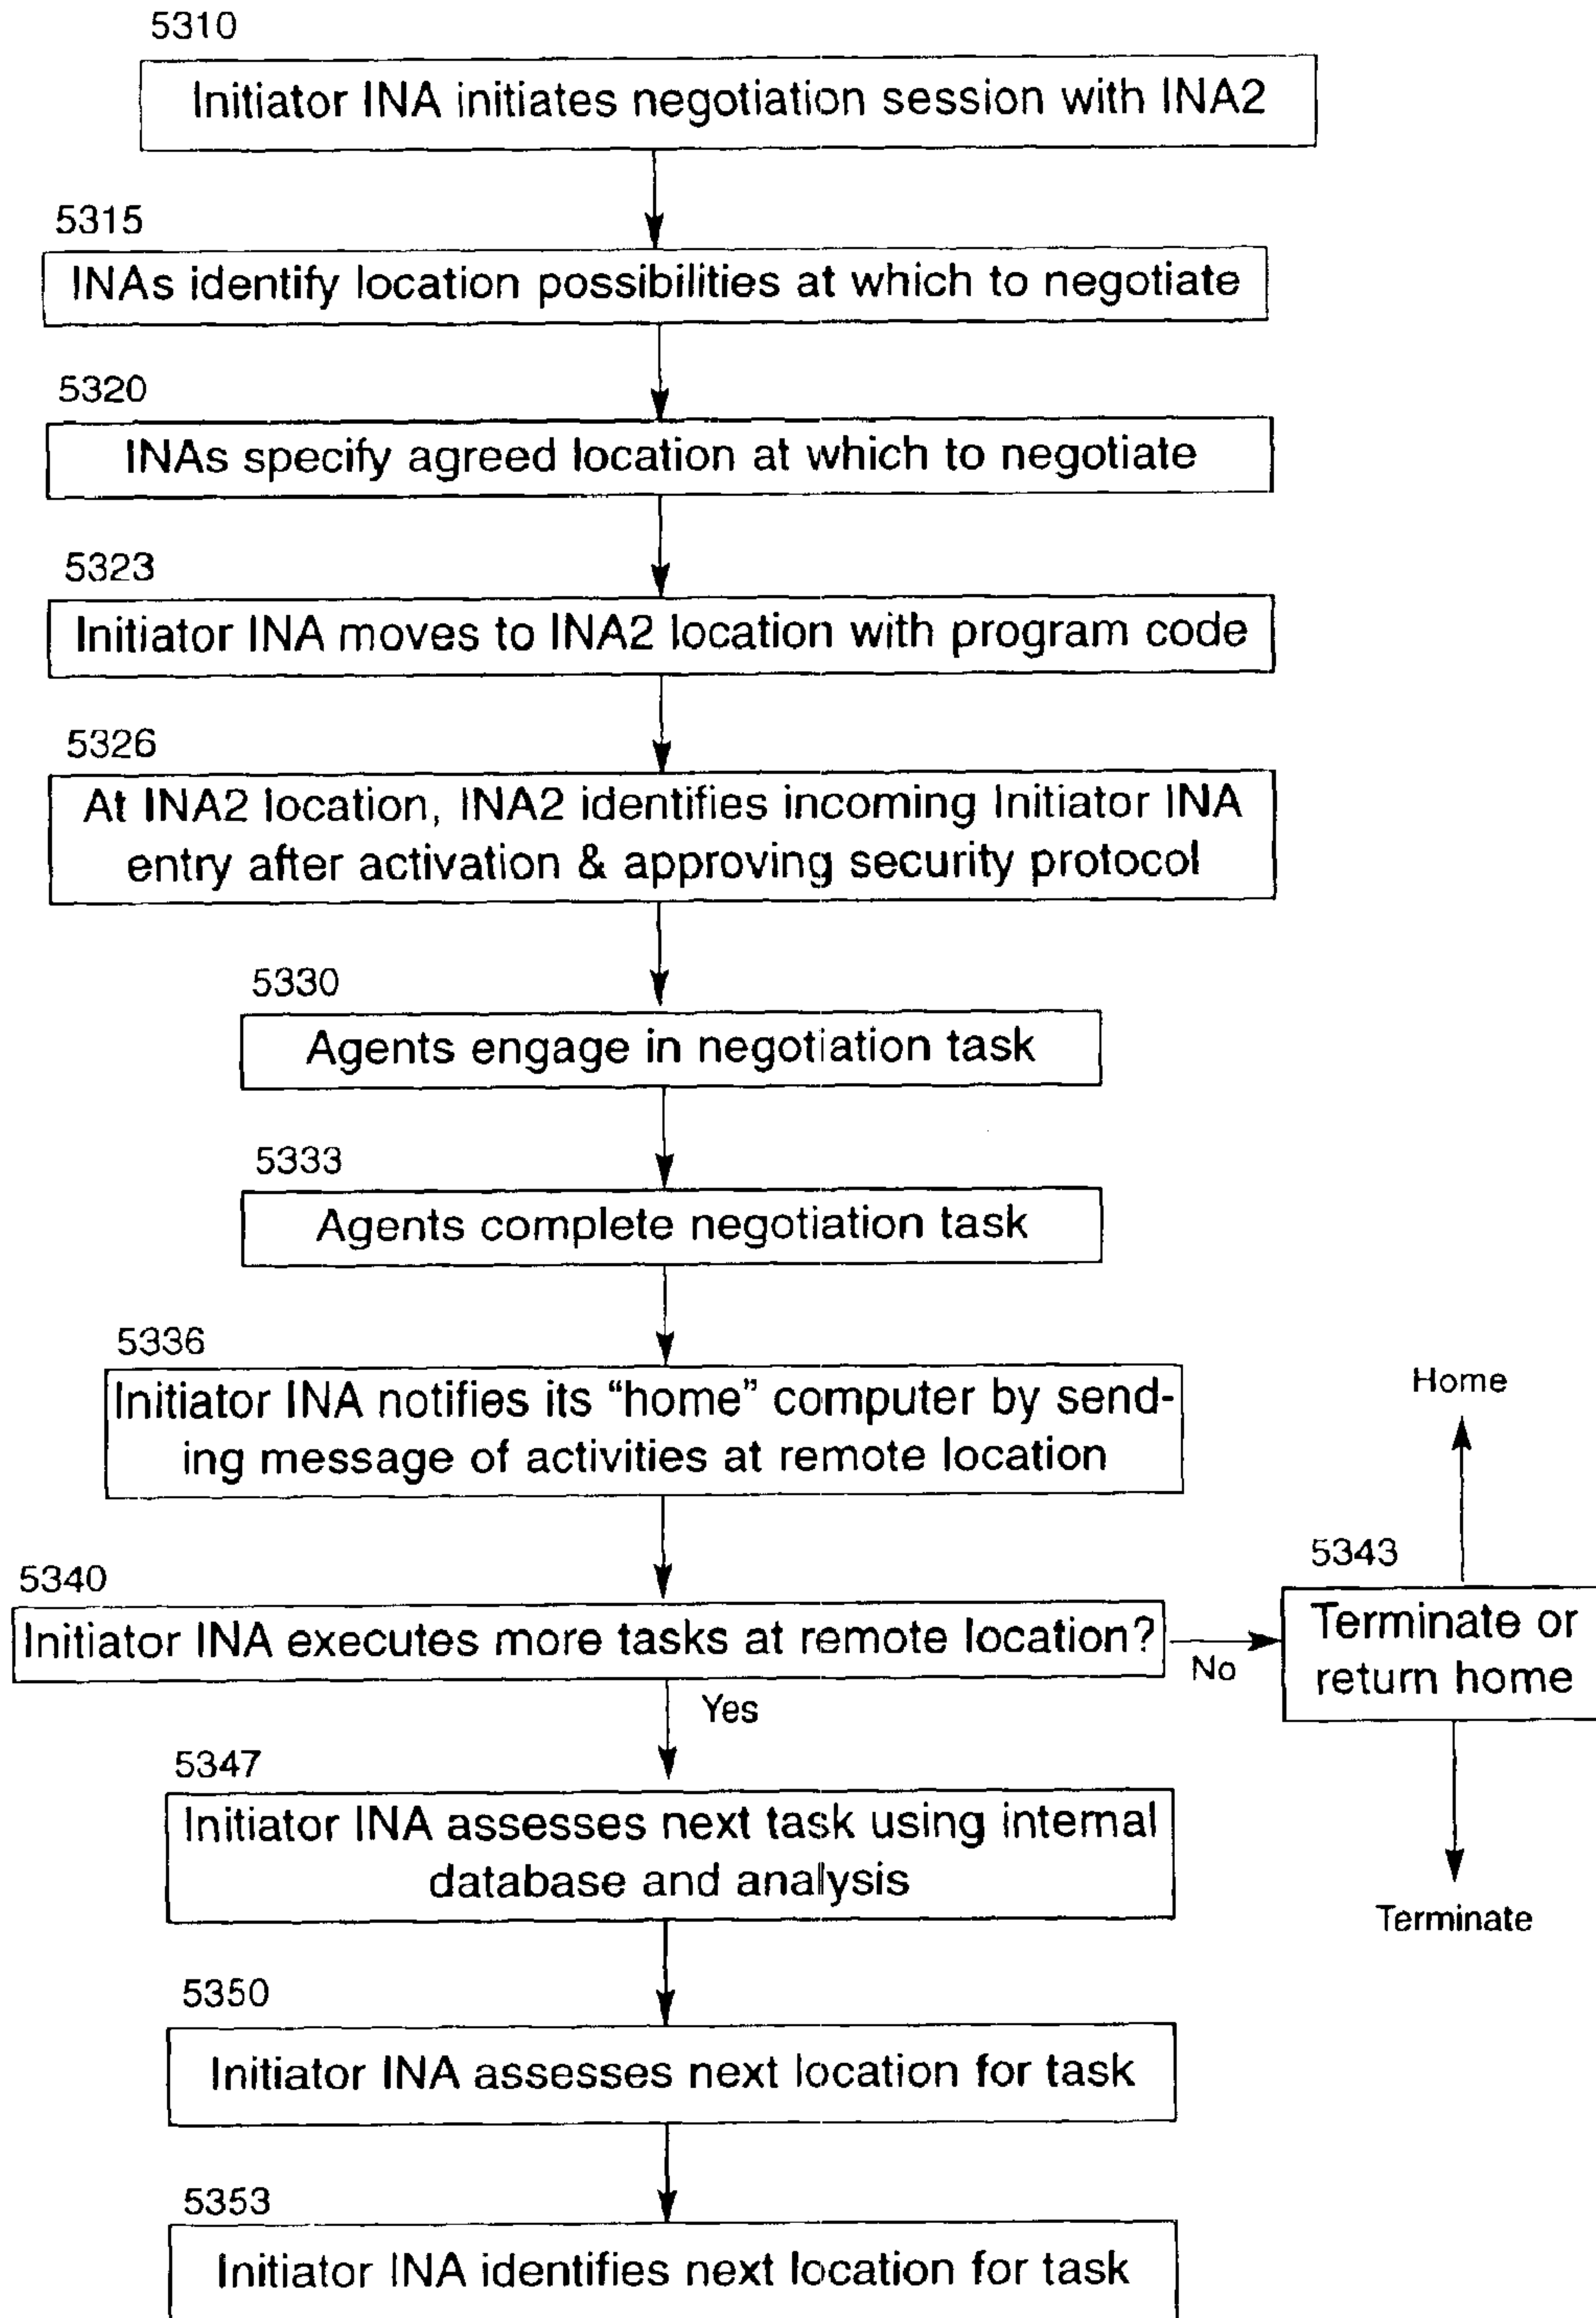 5310
Initiator INA initiates negotiation session with INA2
5315
INAs identify location possibilities at which to negotiate
5320
INAs specify agreed location at which to negotiate
5323
Initiator INA moves to INA2 location with program code
5326
At INA2 location, INA2 identifies incoming Initiator INA
entry after activation & approving security protocol
5330
Agents engage in negotiation task
5333
Agents complete negotiation task
5336
Initiator INA notifies its “home” computer by send-
ing message of activities at remote location
Home
5340
Initiator INA executes more tasks at remote location?
No
5343
Terminate or
return home
Yes
Terminate
5347
Initiator INA assesses next task using internal
database and analysis
5350
Initiator INA assesses next location for task
5353
Initiator INA identifies next location for task